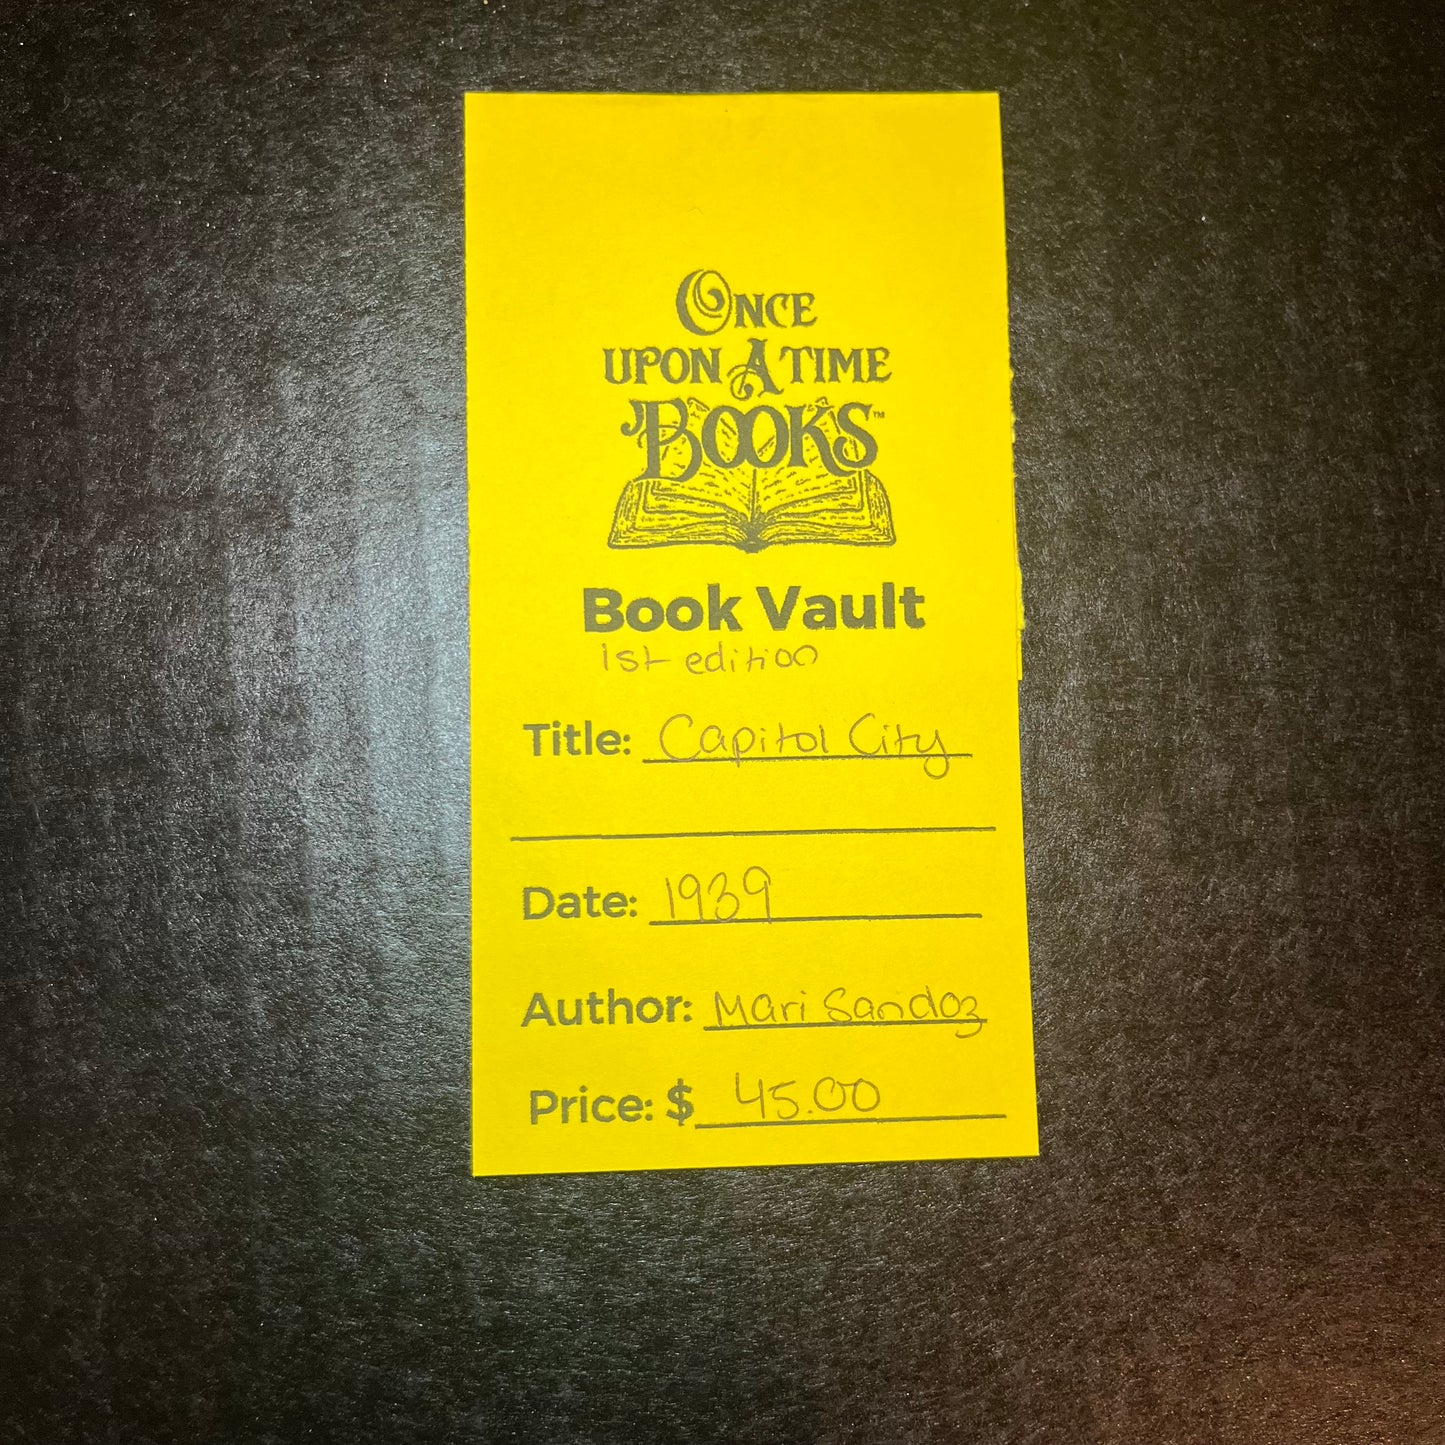 ONCE
UPON A TIME
BOOKS™
Book Vault
1st edition
Title: Capitol City
Date: 1939
Author: Mari Sandoz
Price: $ 45.00